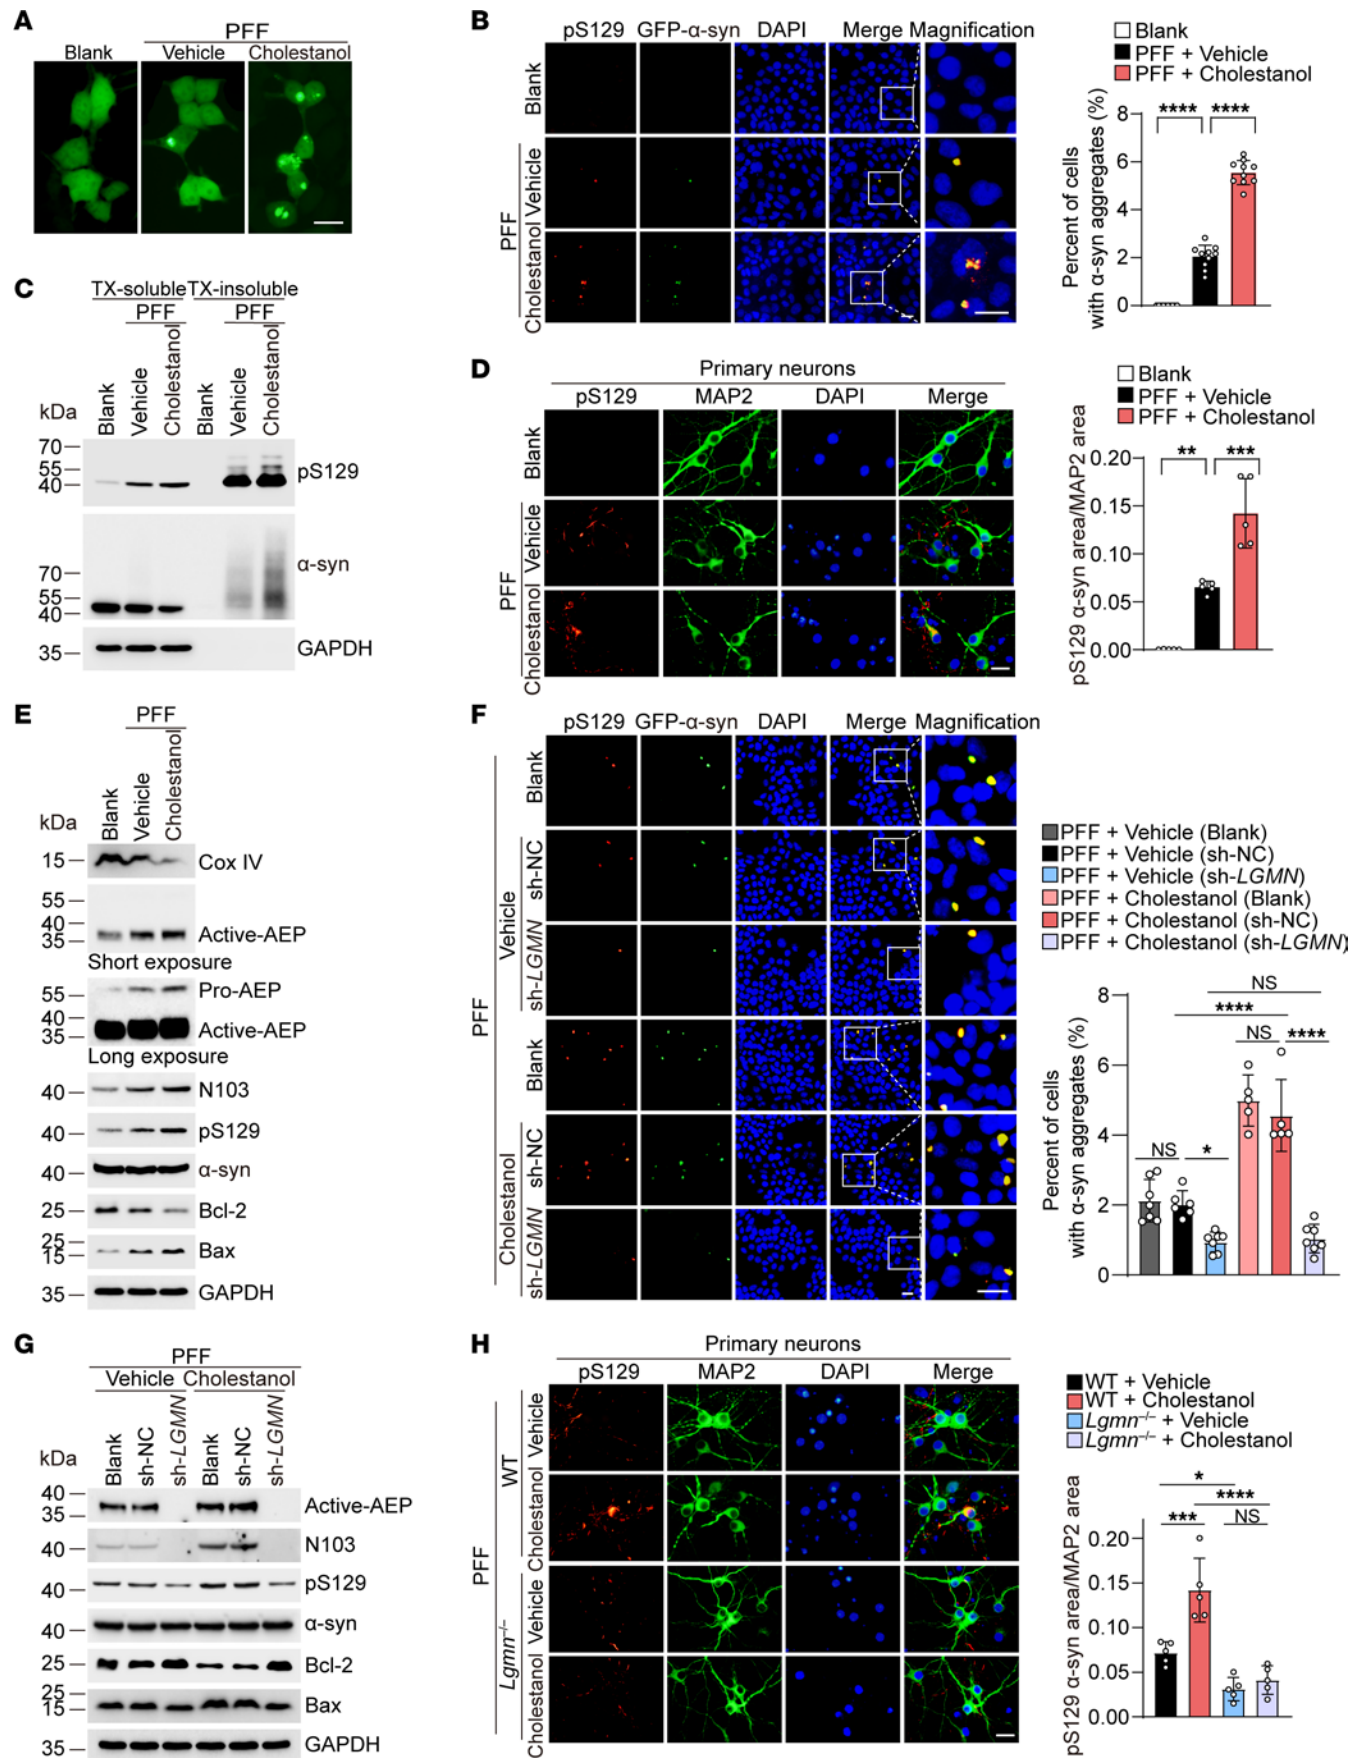 A
PFF
Blank
Vehicle
Cholestanol
B
pS129
GFP-α-syn
DAPI
Merge
Magnification
Blank
Vehicle
Cholestanol
PFF
Blank
PFF + Vehicle
PFF + Cholestanol
Percent of cells
with α-syn aggregates (%)
8
6
4
2
0
****
****
C
TX-soluble
TX-insoluble
PFF
PFF
Blank
Vehicle
Cholestanol
Blank
Vehicle
Cholestanol
kDa
70
55
40
pS129
70
55
40
α-syn
35
GAPDH
D
Primary neurons
pS129
MAP2
DAPI
Merge
Blank
Vehicle
Cholestanol
PFF
Blank
PFF + Vehicle
PFF + Cholestanol
pS129 α-syn area/MAP2 area
0.20
0.15
0.10
0.05
0.00
**
***
E
PFF
Blank
Vehicle
Cholestanol
kDa
15
Cox IV
55
40
35
Active-AEP
Short exposure
55
Pro-AEP
40
35
Active-AEP
Long exposure
40
N103
40
pS129
40
α-syn
25
Bcl-2
25
15
Bax
35
GAPDH
F
pS129
GFP-α-syn
DAPI
Merge
Magnification
PFF
Vehicle
Cholestanol
Blank
sh-NC
sh-LGMN
Blank
sh-NC
sh-LGMN
PFF + Vehicle (Blank)
PFF + Vehicle (sh-NC)
PFF + Vehicle (sh-LGMN)
PFF + Cholestanol (Blank)
PFF + Cholestanol (sh-NC)
PFF + Cholestanol (sh-LGMN)
Percent of cells
with α-syn aggregates (%)
8
6
4
2
0
NS
****
NS
****
NS
*
G
PFF
Vehicle
Cholestanol
Blank
sh-NC
sh-LGMN
Blank
sh-NC
sh-LGMN
kDa
40
35
Active-AEP
40
N103
40
pS129
40
α-syn
25
Bcl-2
25
15
Bax
35
GAPDH
H
Primary neurons
pS129
MAP2
DAPI
Merge
PFF
WT
Lgmn–/–
Vehicle
Cholestanol
Vehicle
Cholestanol
WT + Vehicle
WT + Cholestanol
Lgmn–/– + Vehicle
Lgmn–/– + Cholestanol
pS129 α-syn area/MAP2 area
0.20
0.15
0.10
0.05
0.00
*
****
***
NS